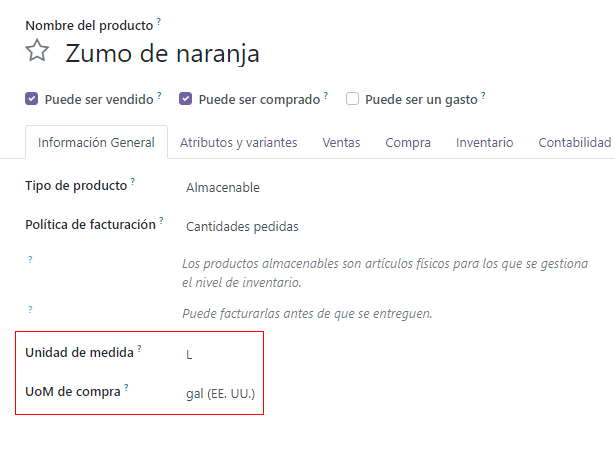 Nombre del producto ?
Zumo de naranja
Puede ser vendido ? Puede ser comprado ? Puede ser un gasto ?
Información General Atributos y variantes Ventas Compra Inventario Contabilidad
Tipo de producto ? Almacenable
Política de facturación ? Cantidades pedidas
? Los productos almacenables son artículos físicos para los que se gestiona
el nivel de inventario.
? Puede facturarlas antes de que se entreguen.
Unidad de medida ? L
UoM de compra ? gal (EE. UU.)